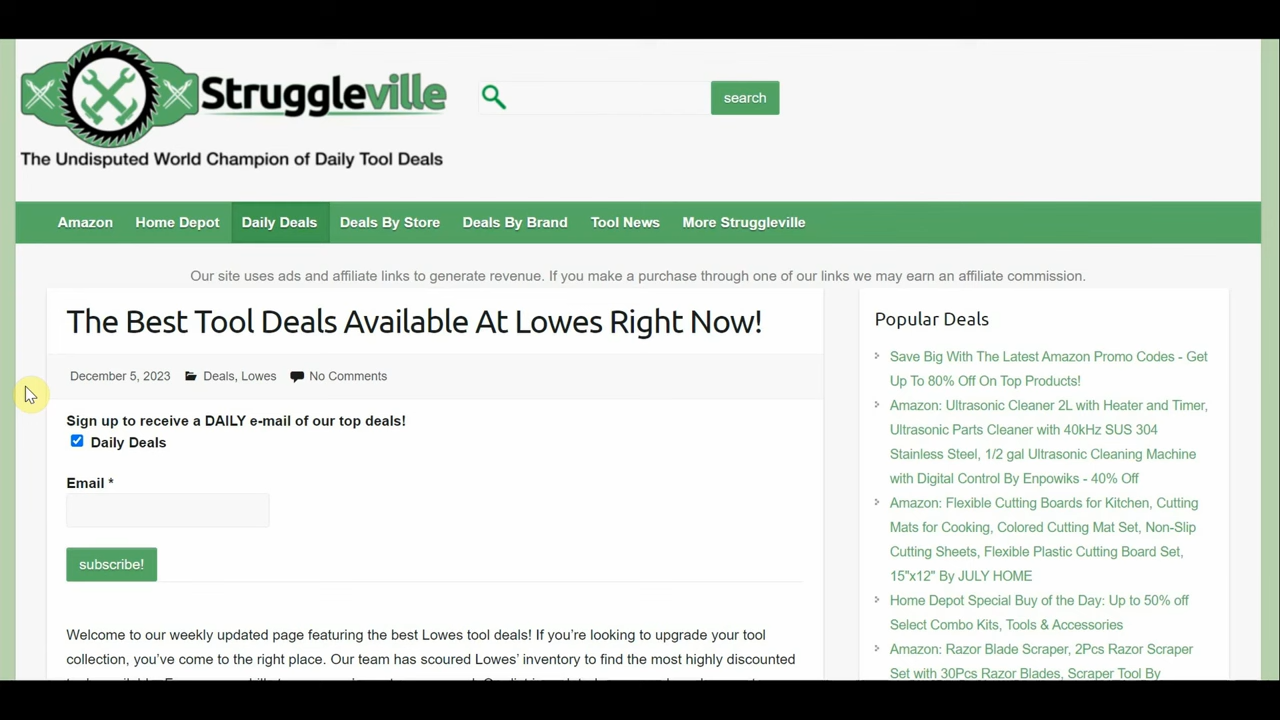 Struggleville
The Undisputed World Champion of Daily Tool Deals
search
Amazon Home Depot Daily Deals Deals By Store Deals By Brand Tool News More Struggleville
Our site uses ads and affiliate links to generate revenue. If you make a purchase through one of our links we may earn an affiliate commission.
The Best Tool Deals Available At Lowes Right Now!
December 5, 2023 Deals, Lowes No Comments
Sign up to receive a DAILY e-mail of our top deals!
Daily Deals
Email *
subscribe!
Welcome to our weekly updated page featuring the best Lowes tool deals! If you’re looking to upgrade your tool
collection, you’ve come to the right place. Our team has scoured Lowes’ inventory to find the most highly discounted
Popular Deals
Save Big With The Latest Amazon Promo Codes - Get
Up To 80% Off On Top Products!
Amazon: Ultrasonic Cleaner 2L with Heater and Timer,
Ultrasonic Parts Cleaner with 40kHz SUS 304
Stainless Steel, 1/2 gal Ultrasonic Cleaning Machine
with Digital Control By Enpowiks - 40% Off
Amazon: Flexible Cutting Boards for Kitchen, Cutting
Mats for Cooking, Colored Cutting Mat Set, Non-Slip
Cutting Sheets, Flexible Plastic Cutting Board Set,
15"x12" By JULY HOME
Home Depot Special Buy of the Day: Up to 50% off
Select Combo Kits, Tools & Accessories
Amazon: Razor Blade Scraper, 2Pcs Razor Scraper
Set with 30Pcs Razor Blades, Scraper Tool By